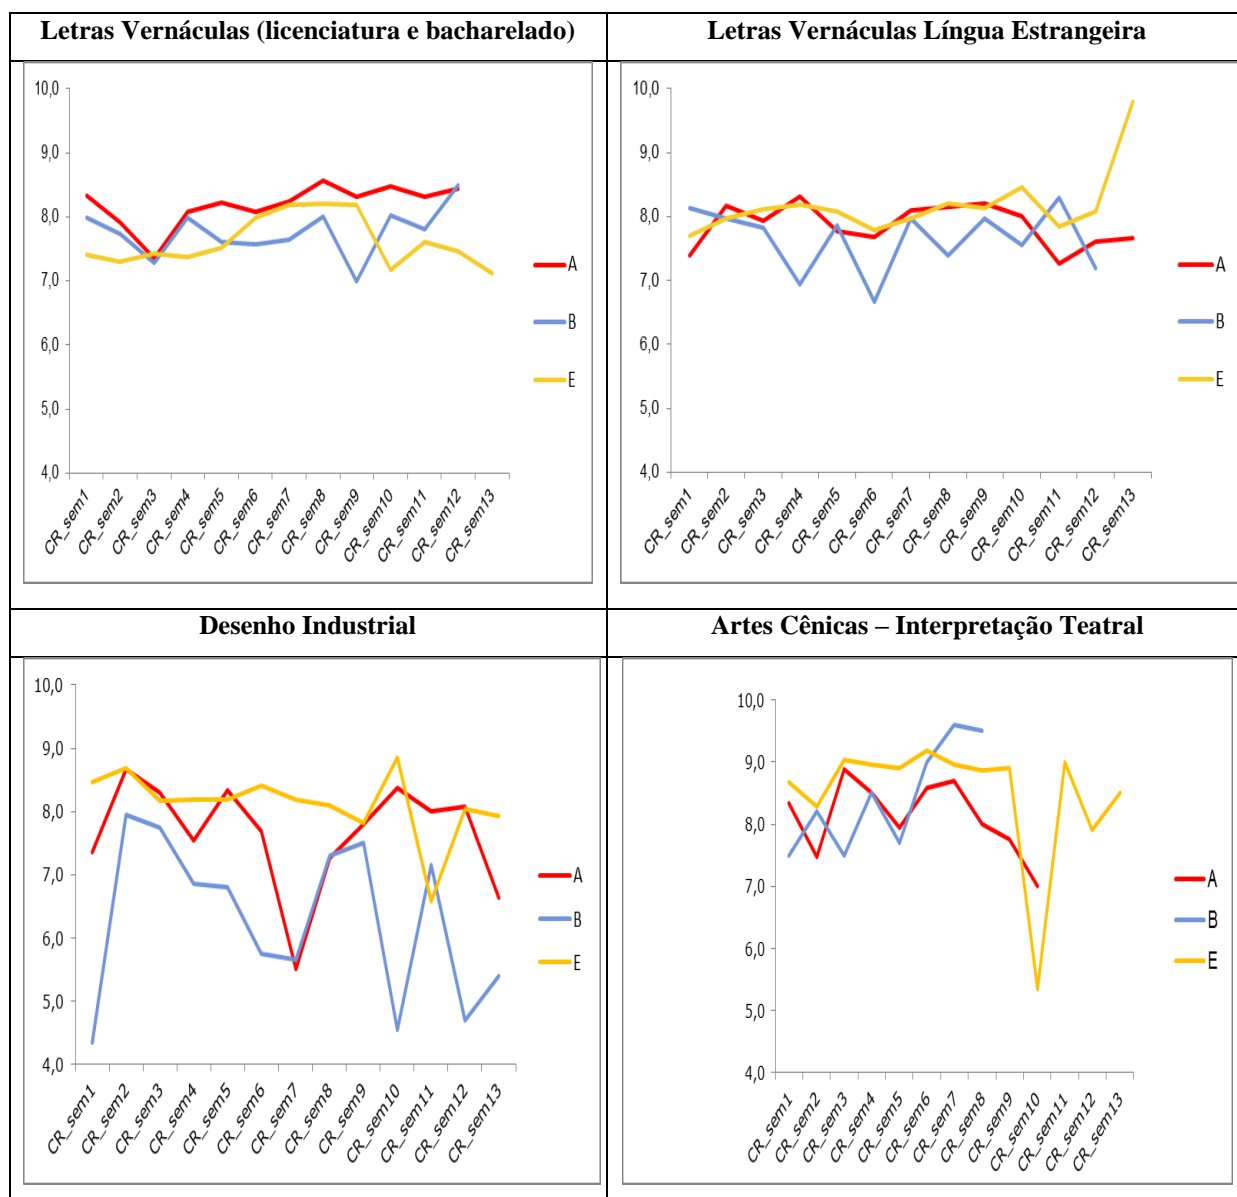 Letras Vernáculas (licenciatura e bacharelado)
Letras Vernáculas Língua Estrangeira
10,0
9,0
8,0
7,0
6,0
5,0
4,0
CR_sem1
CR_sem2
CR_sem3
CR_sem4
CR_sem5
CR_sem6
CR_sem7
CR_sem8
CR_sem9
CR_sem10
CR_sem11
CR_sem12
CR_sem13
A
B
E
10,0
9,0
8,0
7,0
6,0
5,0
4,0
CR_sem1
CR_sem2
CR_sem3
CR_sem4
CR_sem5
CR_sem6
CR_sem7
CR_sem8
CR_sem9
CR_sem10
CR_sem11
CR_sem12
CR_sem13
A
B
E
Desenho Industrial
Artes Cênicas – Interpretação Teatral
10,0
9,0
8,0
7,0
6,0
5,0
4,0
CR_sem1
CR_sem2
CR_sem3
CR_sem4
CR_sem5
CR_sem6
CR_sem7
CR_sem8
CR_sem9
CR_sem10
CR_sem11
CR_sem12
CR_sem13
A
B
E
10,0
9,0
8,0
7,0
6,0
5,0
4,0
CR_sem1
CR_sem2
CR_sem3
CR_sem4
CR_sem5
CR_sem6
CR_sem7
CR_sem8
CR_sem9
CR_sem10
CR_sem11
CR_sem12
CR_sem13
A
B
E